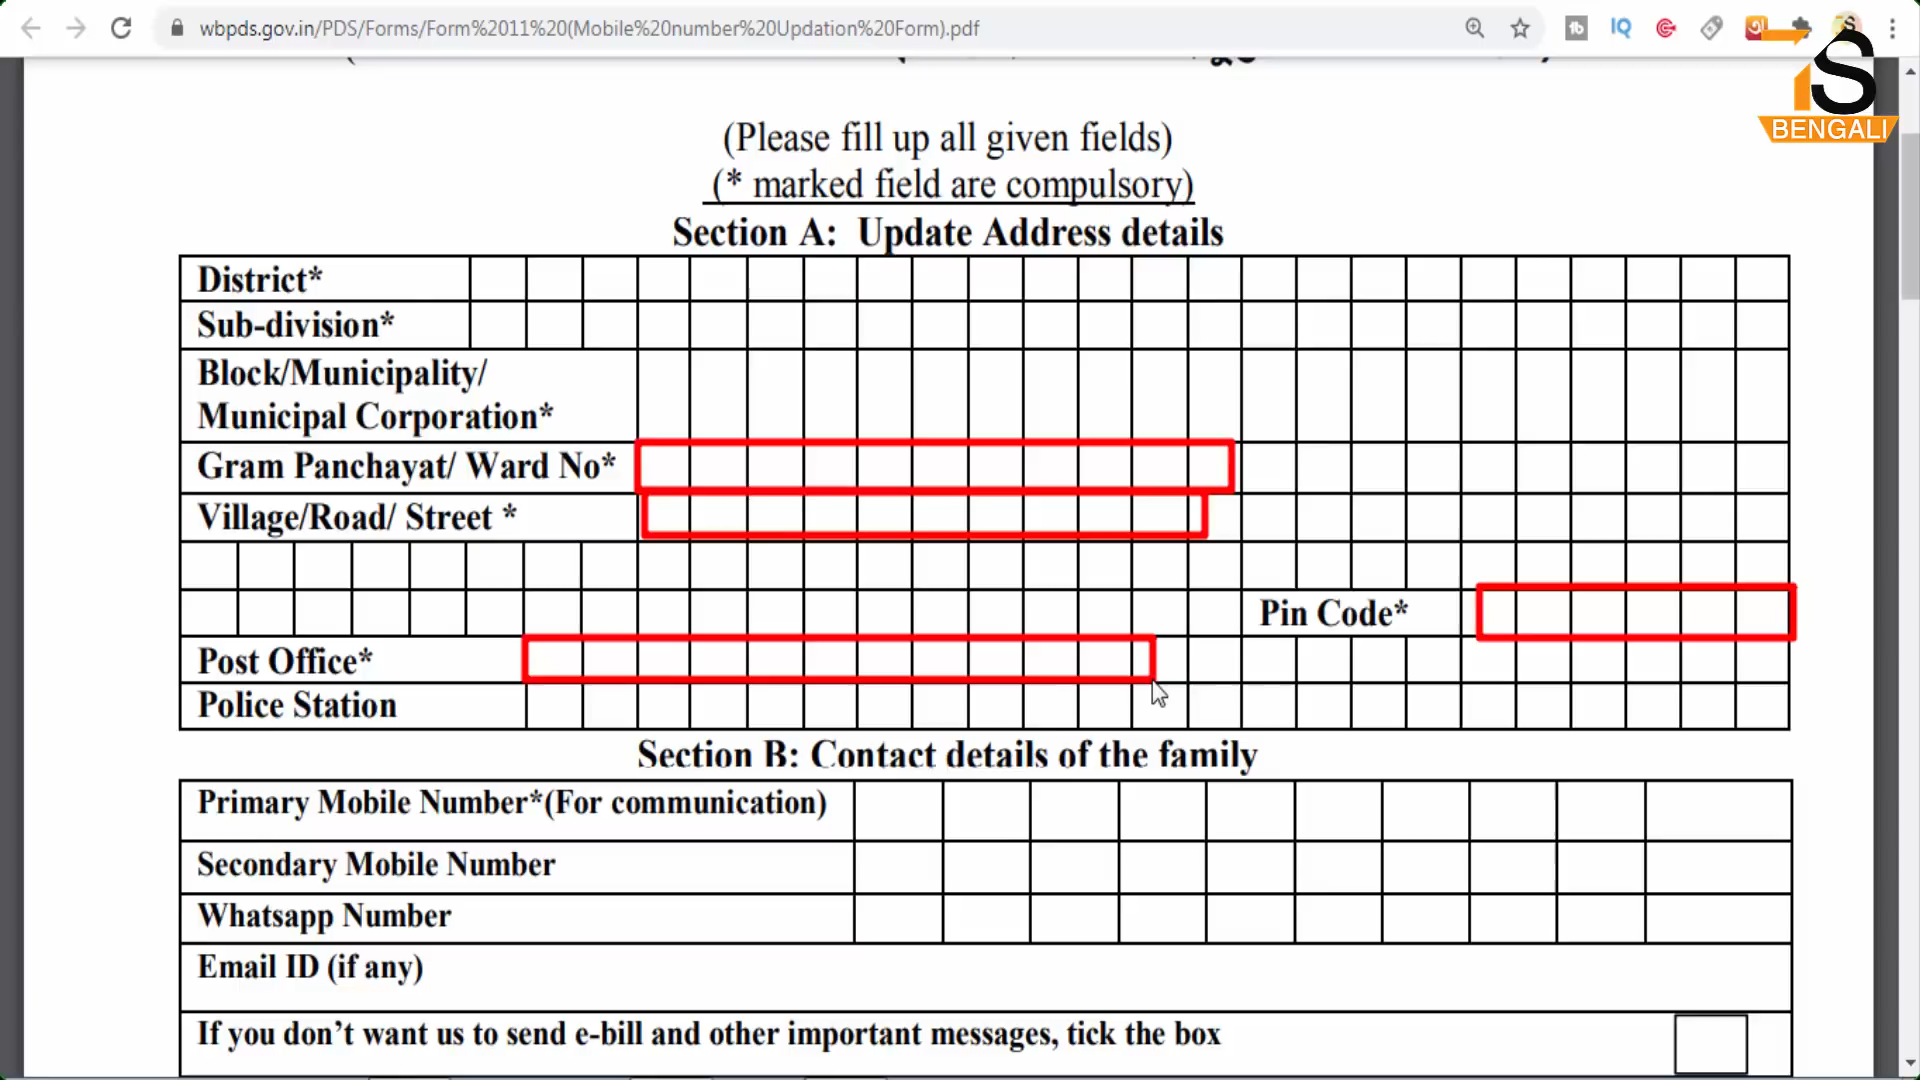 wbpds.gov.in/PDS/Forms/Form%2011%20(Mobile%20number%20Updation%20Form).pdf
IQ
S
BENGALI
(Please fill up all given fields)
(* marked field are compulsory)
Section A: Update Address details
District*
Sub-division*
Block/Municipality/
Municipal Corporation*
Gram Panchayat/ Ward No*
Village/Road/ Street *
Pin Code*
Post Office*
Police Station
Section B: Contact details of the family
Primary Mobile Number*(For communication)
Secondary Mobile Number
Whatsapp Number
Email ID (if any)
If you don’t want us to send e-bill and other important messages, tick the box